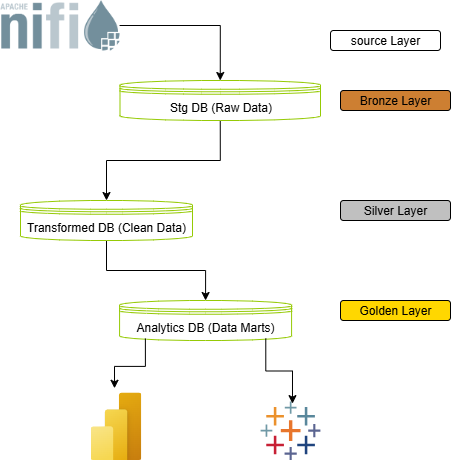 APACHE
nifi
source Layer
Stg DB (Raw Data)
Bronze Layer
Transformed DB (Clean Data)
Silver Layer
Analytics DB (Data Marts)
Golden Layer